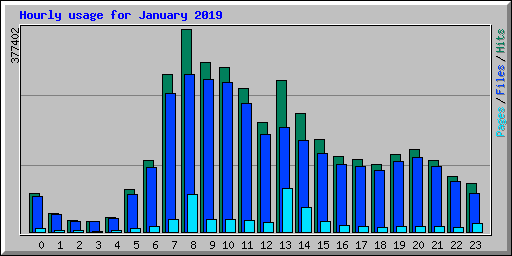 Hourly usage for January 2019
377402
Pages/Files/Hits
0 1 2 3 4 5 6 7 8 9 10 11 12 13 14 15 16 17 18 19 20 21 22 23